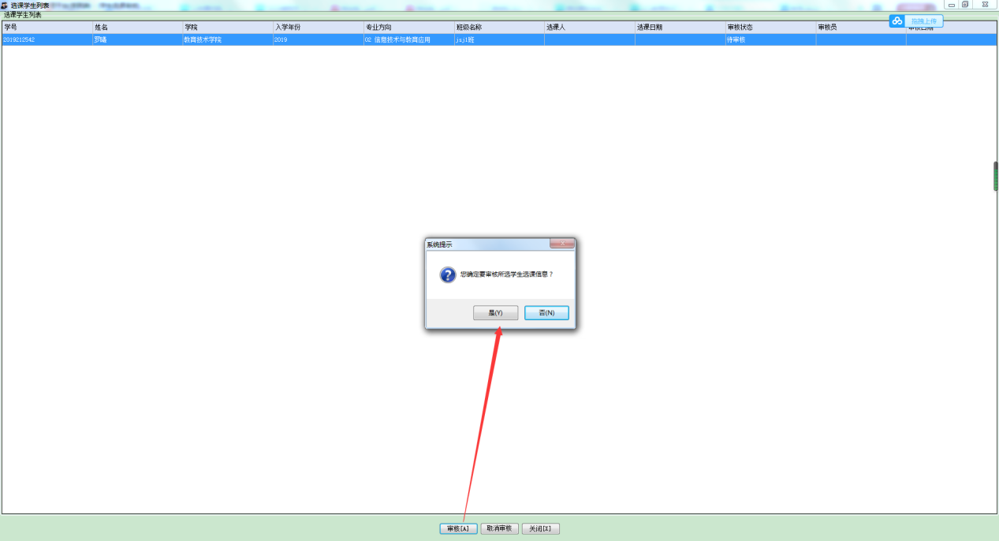 选课学生列表
选课学生列表
拖拽上传
学号 姓名 学院 入学年份 专业方向 班级名称 选课人 选课日期 审核状态 审核员 审核日期
2019212542 罗曦 教育技术学院 2019 02 信息技术与教育应用 jsj1班 待审核
系统提示
您确定要审核所选学生选课信息？
是(Y) 否(N)
审核[A] 取消审核 关闭[X]